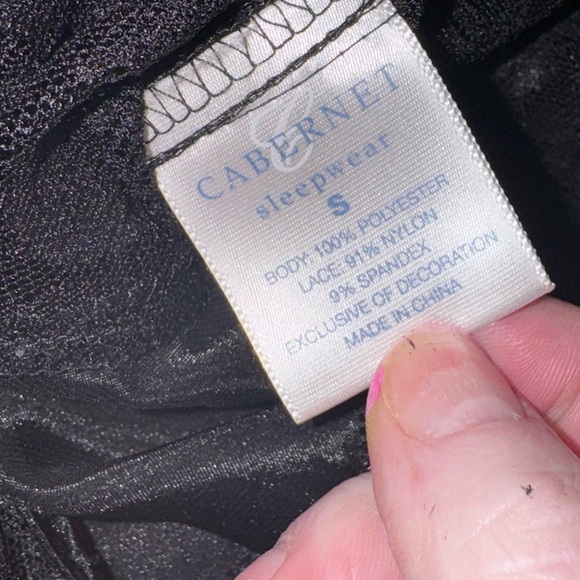 CABERNET
sleepwear
S
BODY: 100% POLYESTER
LACE: 91% NYLON
9% SPANDEX
EXCLUSIVE OF DECORATION
MADE IN CHINA